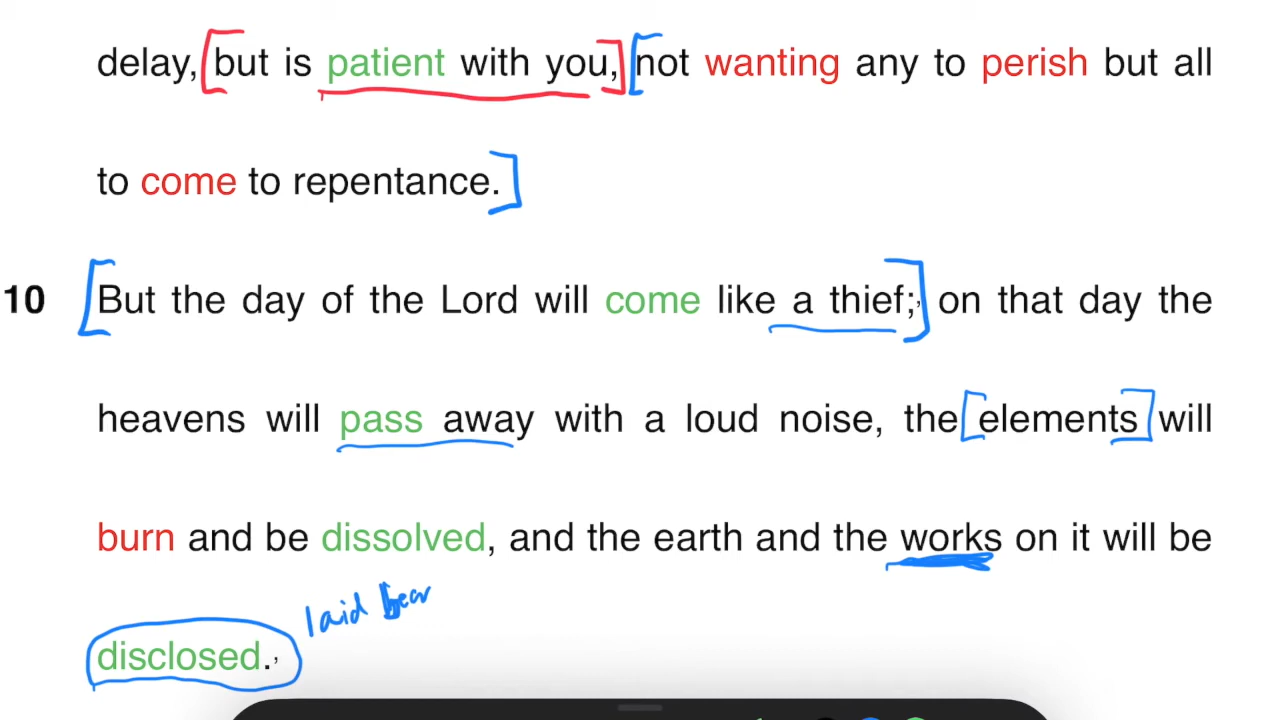 delay, but is patient with you, not wanting any to perish but all
to come to repentance.
10 But the day of the Lord will come like a thief; on that day the
heavens will pass away with a loud noise, the elements will
burn and be dissolved, and the earth and the works on it will be
laid bear
disclosed.